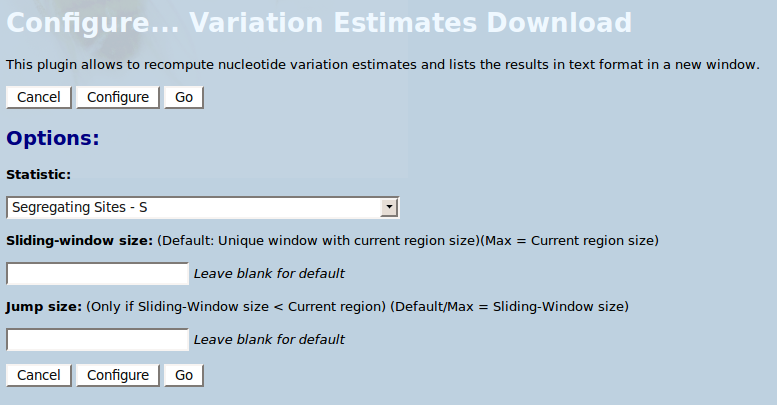 Configure... Variation Estimates Download
This plugin allows to recompute nucleotide variation estimates and lists the results in text format in a new window.
Cancel Configure Go
Options:
Statistic:
Segregating Sites - S
Sliding-window size: (Default: Unique window with current region size)(Max = Current region size)
Leave blank for default
Jump size: (Only if Sliding-Window size < Current region) (Default/Max = Sliding-Window size)
Leave blank for default
Cancel Configure Go